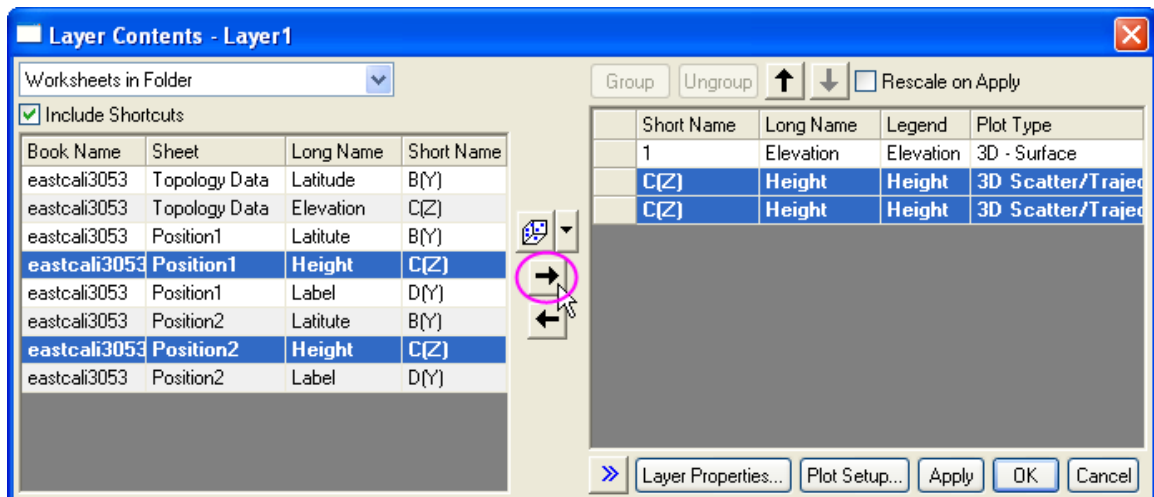 Layer Contents - Layer1
Worksheets in Folder
Include Shortcuts
Book Name Sheet Long Name Short Name
eastcali3053 Topology Data Latitude B(Y)
eastcali3053 Topology Data Elevation C(Z)
eastcali3053 Position1 Latitute B(Y)
eastcali3053 Position1 Height C(Z)
eastcali3053 Position1 Label D(Y)
eastcali3053 Position2 Latitute B(Y)
eastcali3053 Position2 Height C(Z)
eastcali3053 Position2 Label D(Y)
Group Ungroup Rescale on Apply
Short Name Long Name Legend Plot Type
1 Elevation Elevation 3D - Surface
C(Z) Height Height 3D Scatter/Trajec
C(Z) Height Height 3D Scatter/Trajec
Layer Properties... Plot Setup... Apply OK Cancel